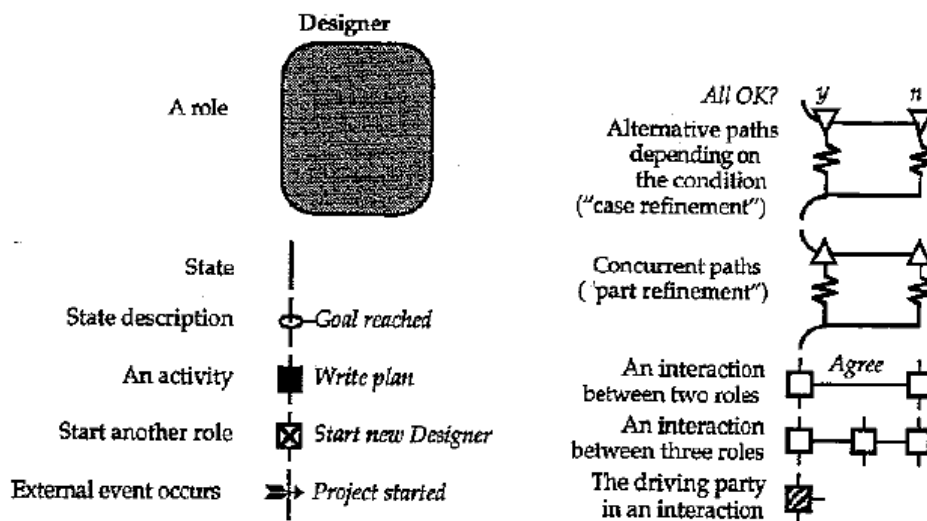 Designer
A role
State
State description
Goal reached
An activity
Write plan
Start another role
Start new Designer
External event occurs
Project started
All OK? y n
Alternative paths
depending on
the condition
("case refinement")
Concurrent paths
( "part refinement")
An interaction
between two roles
Agree
An interaction
between three roles
The driving party
in an interaction